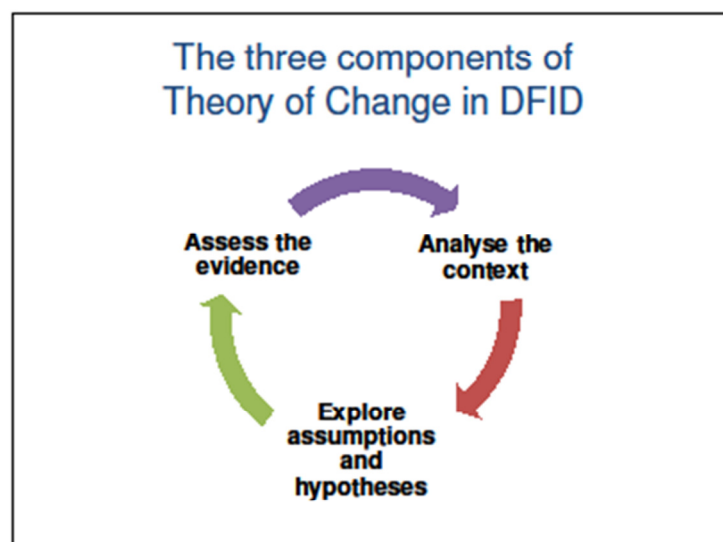 The three components of
Theory of Change in DFID
Assess the
evidence
Analyse the
context
Explore
assumptions
and
hypotheses